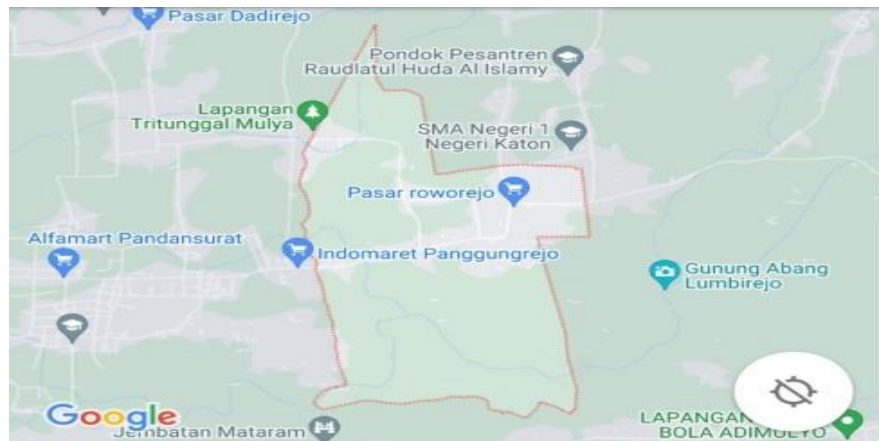 Pasar Dadirejo
Pondok Pesantren
Raudlatul Huda Al Islamy
Lapangan
Tritunggal Mulya
SMA Negeri 1
Negeri Katon
Pasar roworejo
Alfamart Pandansurat
Indomaret Panggungrejo
Gunung Abang
Lumbirejo
Google
Jembatan Mataram
LAPANGAN
BOLA ADIMULYO